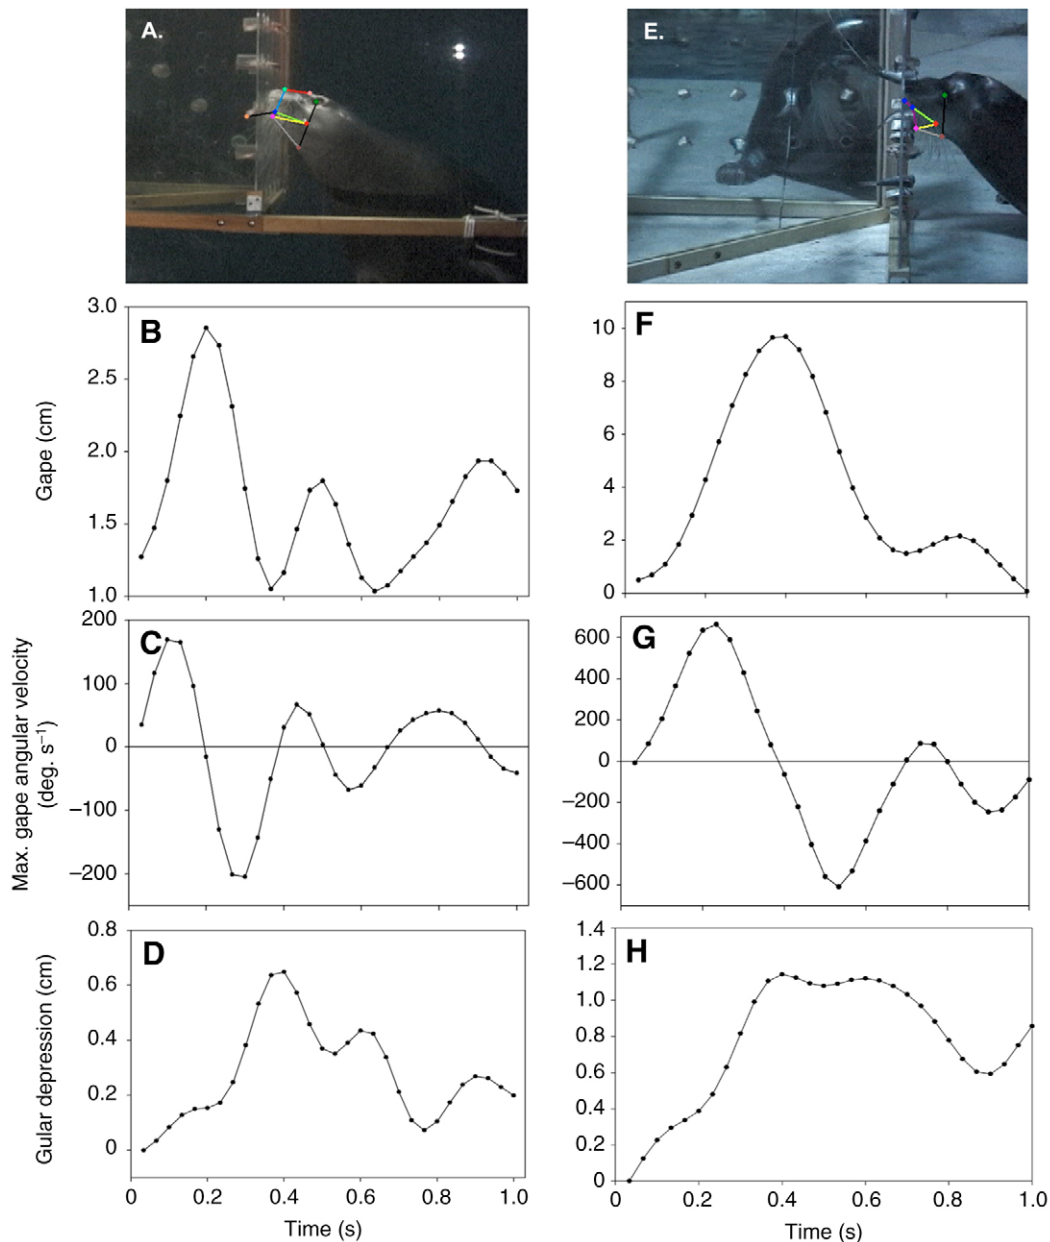 A.
E.
B
3.0
2.5
2.0
1.5
1.0
Gape (cm)
F
10
8
6
4
2
0
C
200
100
0
–100
–200
Max. gape angular velocity
(deg. s–1)
G
600
400
200
0
–200
–400
–600
D
0.8
0.6
0.4
0.2
0
Gular depression (cm)
0 0.2 0.4 0.6 0.8 1.0
Time (s)
H
1.4
1.2
1.0
0.8
0.6
0.4
0.2
0
0 0.2 0.4 0.6 0.8 1.0
Time (s)